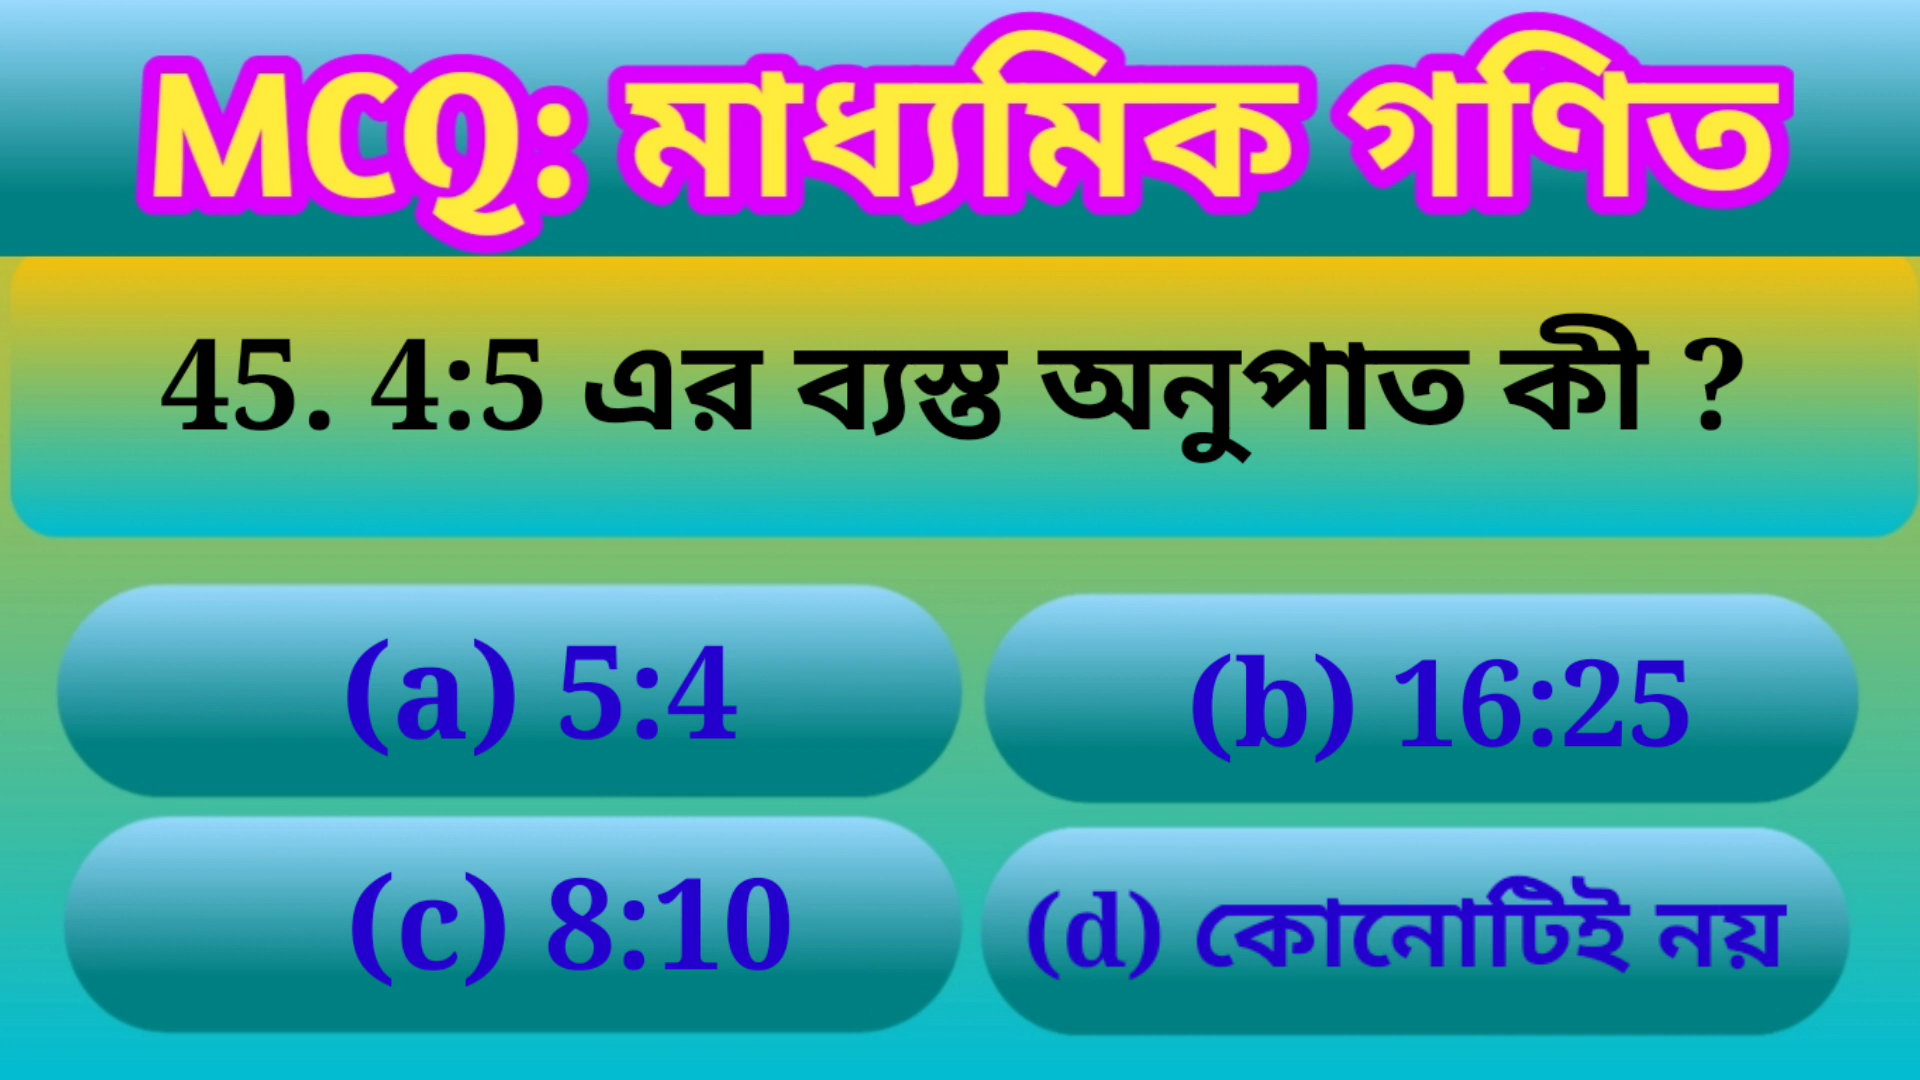 MCQ: মাধ্যমিক গণিত
45. 4:5 এর ব্যস্ত অনুপাত কী ?
(a) 5:4
(b) 16:25
(c) 8:10
(d) কোনোটিই নয়